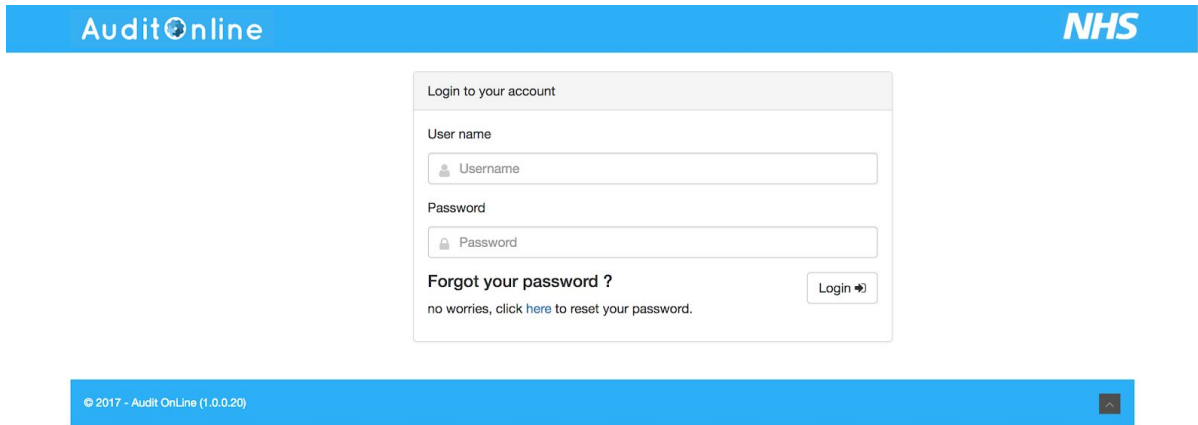 AuditOnline
NHS
Login to your account
User name
Username
Password
Password
Forgot your password ?
Login
no worries, click here to reset your password.
© 2017 - Audit OnLine (1.0.0.20)